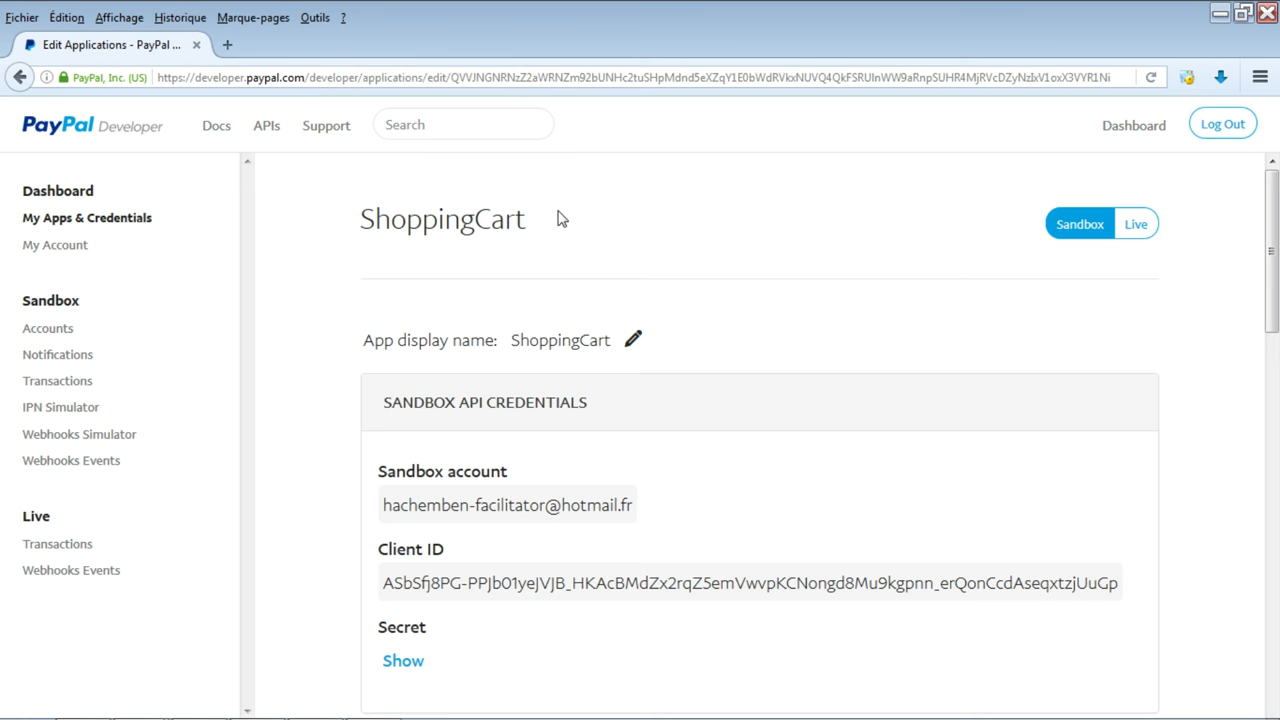 Fichier Édition Affichage Historique Marque-pages Outils ?
Edit Applications - PayPal ...
PayPal, Inc. (US) https://developer.paypal.com/developer/applications/edit/QVVJNGNRNzZ2aWRNZm92bUNHc2tuSHpMdnd5eXZqY1E0bWdRVkxNUVQ4QkFSRUlnWW9aRnpSUHR4MjRVcDZyNzIxV1oxX3VYR1Ni
PayPal Developer Docs APIs Support Search Dashboard Log Out
Dashboard
My Apps & Credentials
My Account
Sandbox
Accounts
Notifications
Transactions
IPN Simulator
Webhooks Simulator
Webhooks Events
Live
Transactions
Webhooks Events
ShoppingCart
Sandbox Live
App display name: ShoppingCart
SANDBOX API CREDENTIALS
Sandbox account
hachemben-facilitator@hotmail.fr
Client ID
ASbSfj8PG-PPJb01yeJVJB_HKAcBMdZx2rqZ5emVwvpKCNongd8Mu9kgpnn_erQonCcdAseqxtzjUuGp
Secret
Show